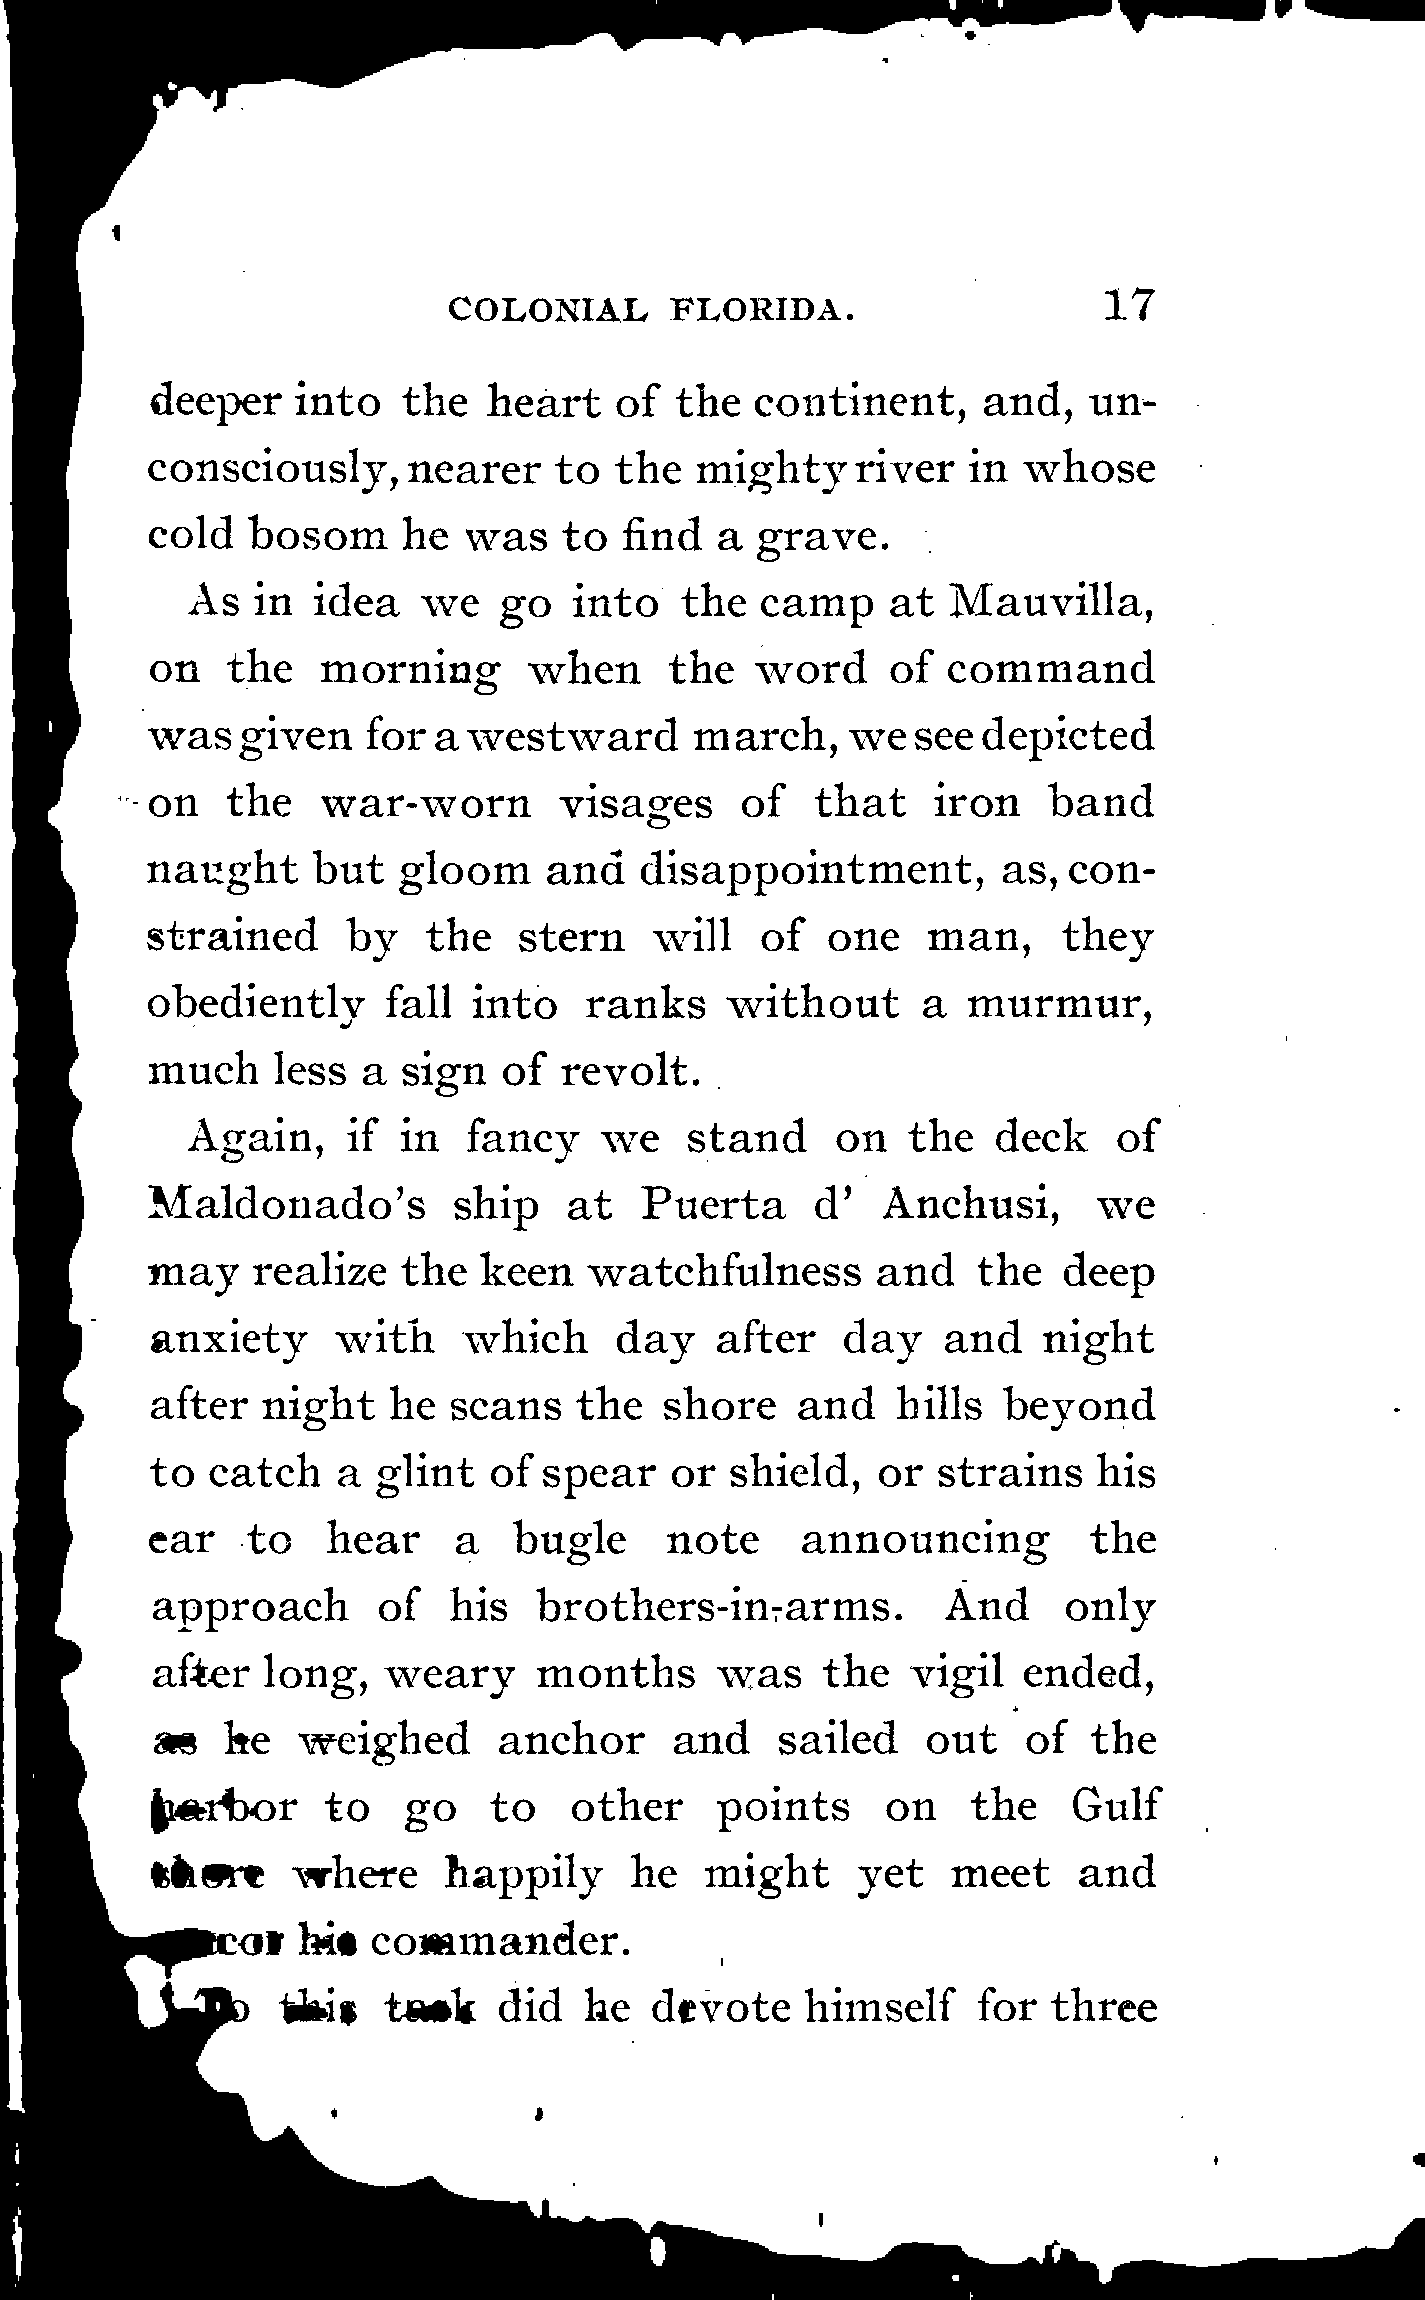 COLONIAL FLORIDA. 17
deeper into the heart of the continent, and, un-
consciously, nearer to the mighty river in whose
cold bosom he was to find a grave.
As in idea we go into the camp at Mauvilla,
on the morning when the word of command
was given for a westward march, we see depicted
on the war-worn visages of that iron band
naught but gloom and disappointment, as, con-
strained by the stern will of one man, they
obediently fall into ranks without a murmur,
much less a sign of revolt.
Again, if in fancy we stand on the deck of
Maldonado's ship at Puerta d' Anchusi, we
may realize the keen watchfulness and the deep
anxiety with which day after day and night
after night he scans the shore and hills beyond
to catch a glint of spear or shield, or strains his
ear to hear a bugle note announcing the
approach of his brothers-in-arms. And only
after long, weary months was the vigil ended,
as he weighed anchor and sailed out of the
harbor to go to other points on the Gulf
where happily he might yet meet and
his commander.
To this task did he devote himself for three